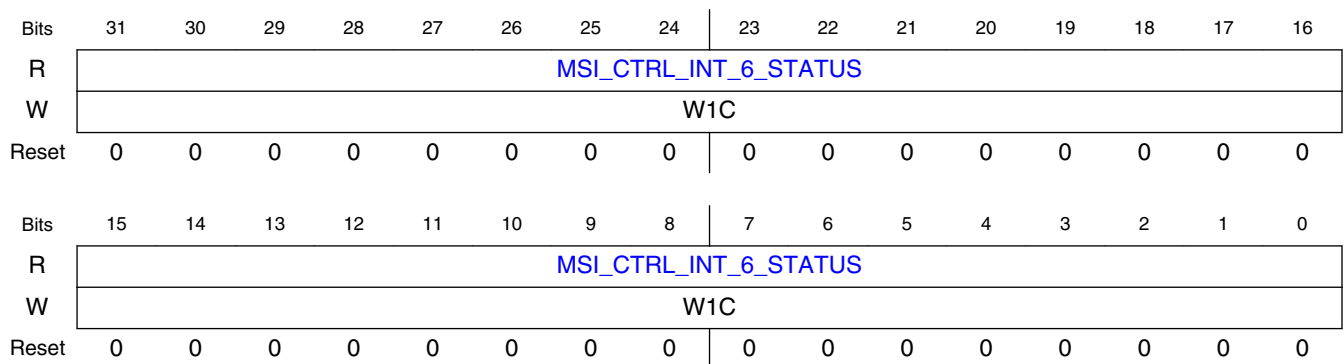 Bits 31 30 29 28 27 26 25 24 23 22 21 20 19 18 17 16
R MSI_CTRL_INT_6_STATUS
W W1C
Reset 0 0 0 0 0 0 0 0 0 0 0 0 0 0 0 0
Bits 15 14 13 12 11 10 9 8 7 6 5 4 3 2 1 0
R MSI_CTRL_INT_6_STATUS
W W1C
Reset 0 0 0 0 0 0 0 0 0 0 0 0 0 0 0 0